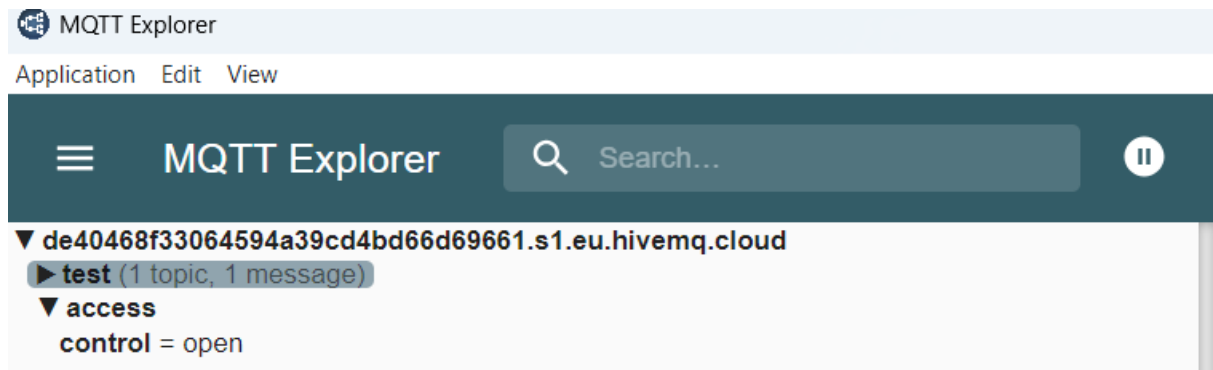 MQTT Explorer
Application Edit View
MQTT Explorer Search...
de40468f33064594a39cd4bd66d69661.s1.eu.hivemq.cloud
test (1 topic, 1 message)
access
control = open